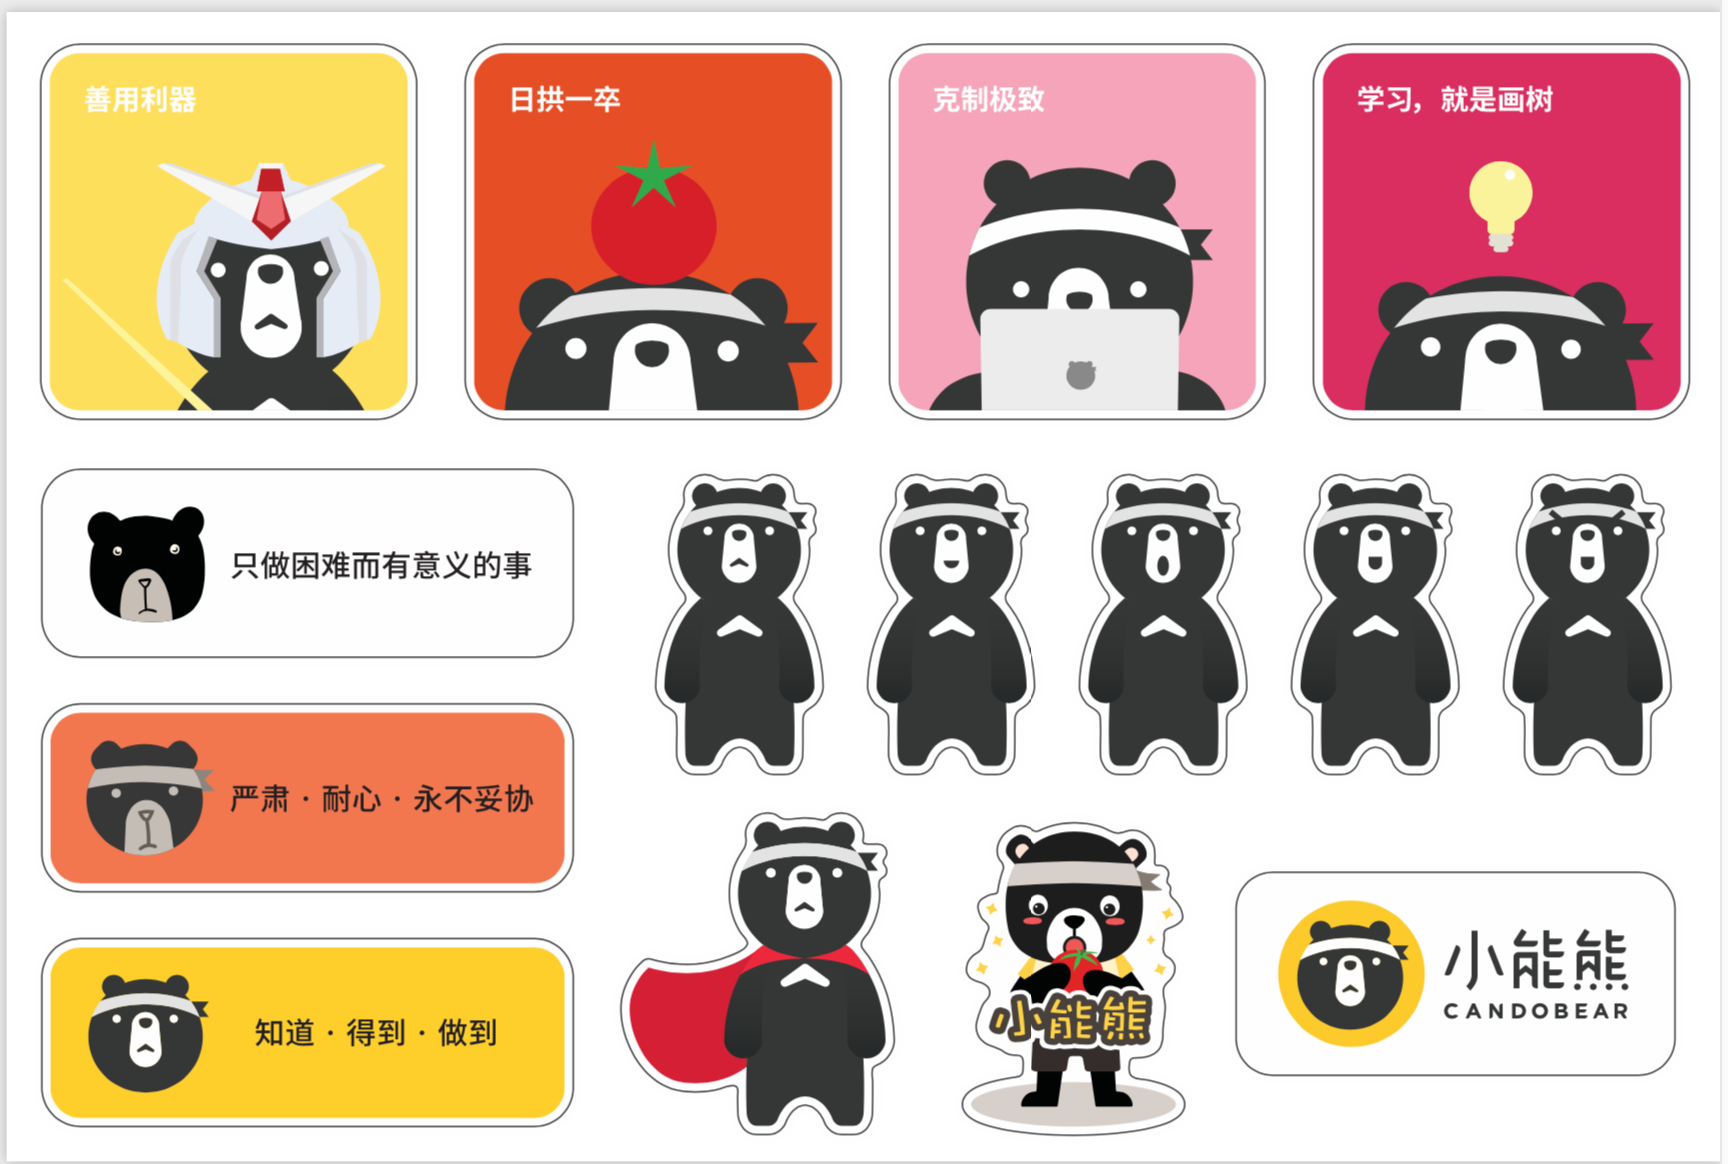 善用利器
日拱一卒
克制极致
学习，就是画树
只做困难而有意义的事
严肃 · 耐心 · 永不妥协
知道 · 得到 · 做到
小能熊
小能熊
CANDOBEAR